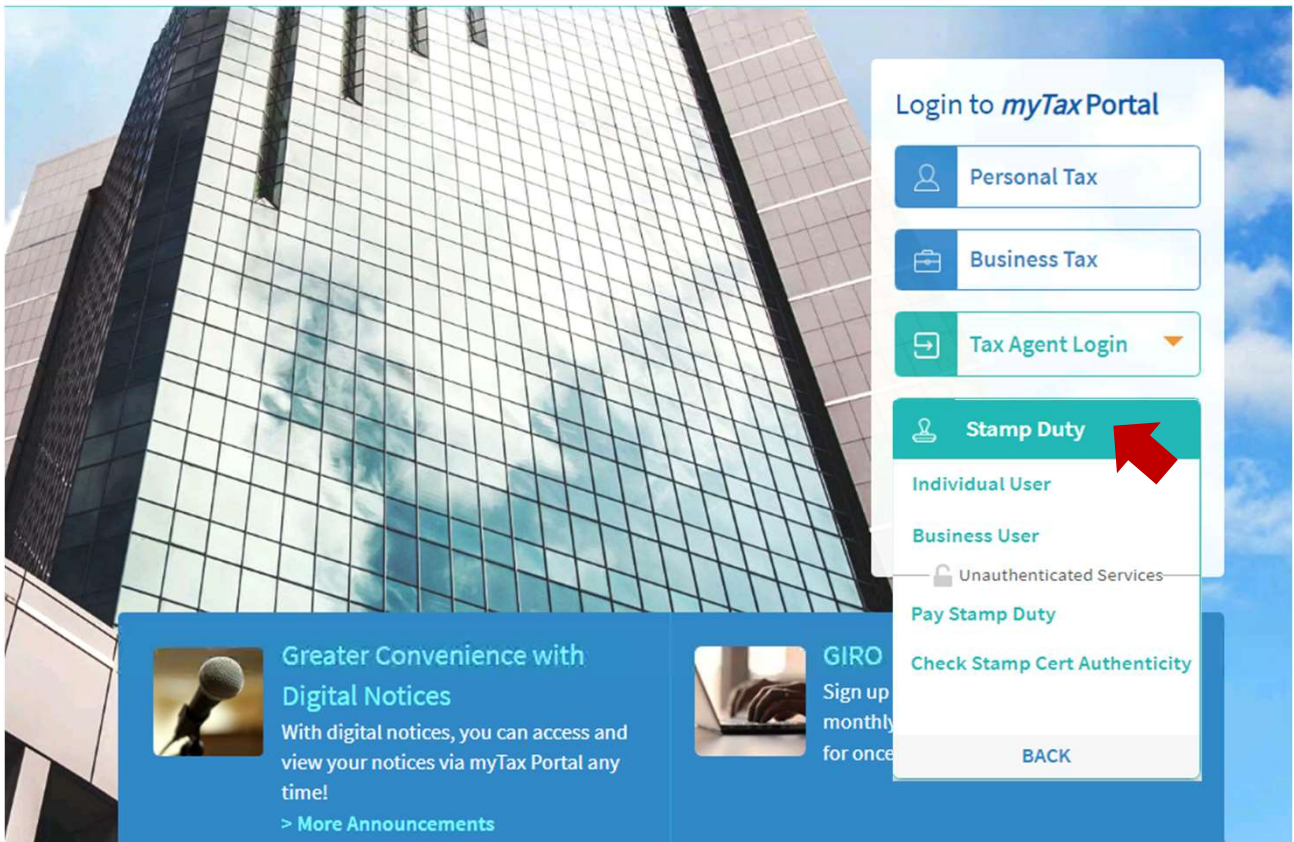 Login to myTax Portal
Personal Tax
Business Tax
Tax Agent Login
Stamp Duty
Individual User
Business User
Unauthenticated Services
Pay Stamp Duty
Check Stamp Cert Authenticity
BACK
Greater Convenience with
Digital Notices
With digital notices, you can access and
view your notices via myTax Portal any
time!
> More Announcements
GIRO
Sign up
monthly
for once